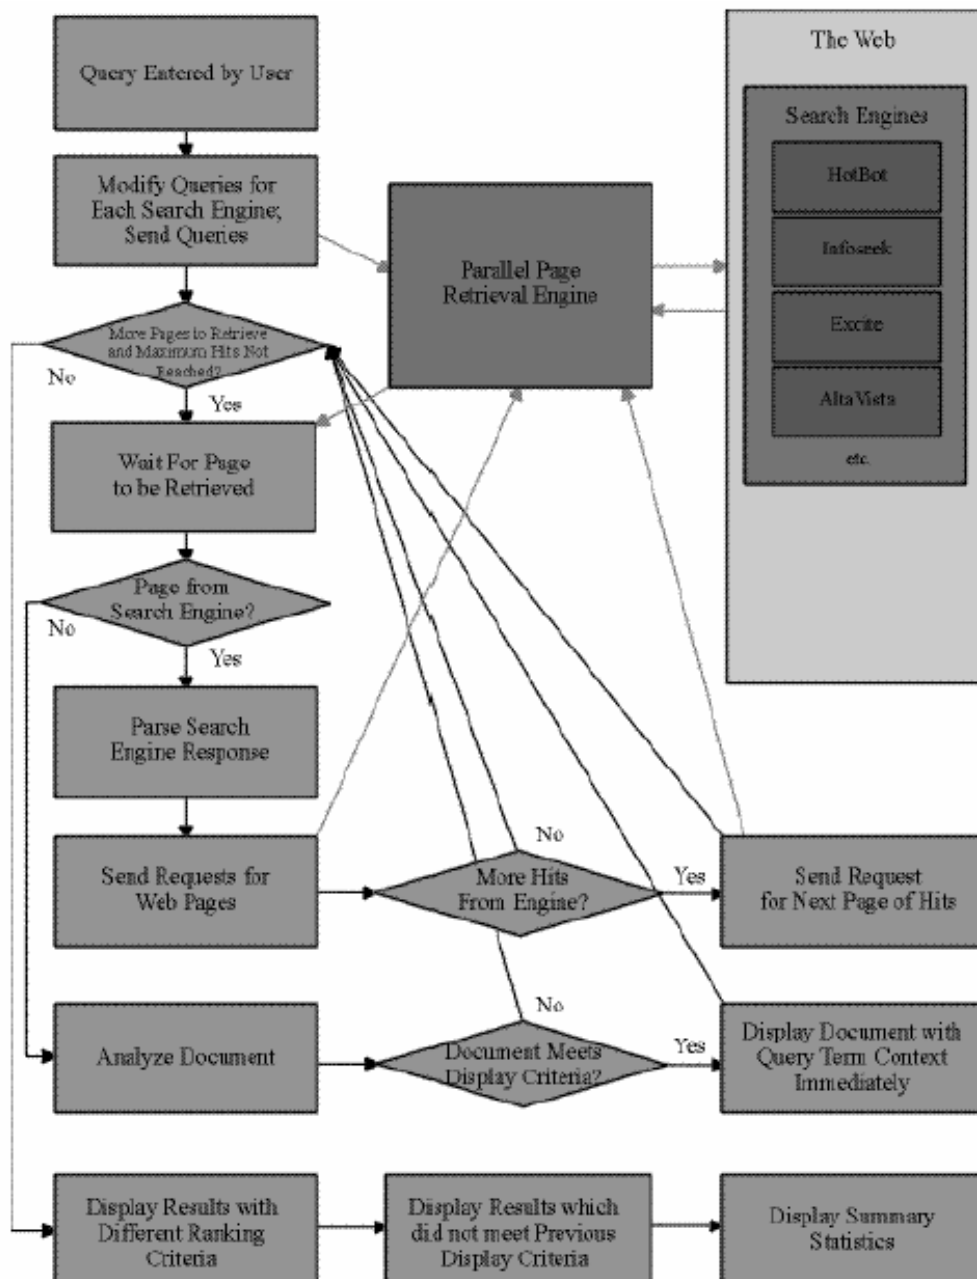 Query Entered by User
Modify Queries for
Each Search Engine;
Send Queries
Parallel Page
Retrieval Engine
The Web
Search Engines
HotBot
Infoseek
Excite
AltaVista
etc.
More Pages to Retrieve
and Maximum Hits Not
Reached?
No
Yes
Wait For Page
to be Retrieved
Page from
Search Engine?
No
Yes
Parse Search
Engine Response
Send Requests for
Web Pages
No
More Hits
From Engine?
Yes
Send Request
for Next Page of Hits
Analyze Document
No
Document Meets
Display Criteria?
Yes
Display Document with
Query Term Context
Immediately
Display Results with
Different Ranking
Criteria
Display Results which
did not meet Previous
Display Criteria
Display Summary
Statistics